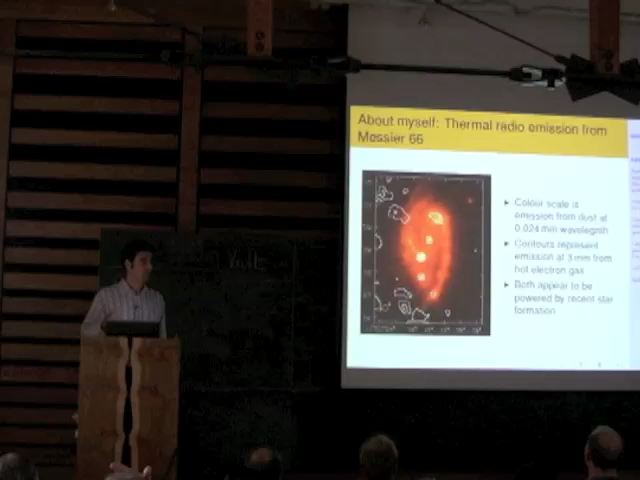 About myself: Thermal radio emission from
Messier 66
Colour scale is
emission from dust at
0.024 mm wavelegnth
Contours represent
emission at 3 mm from
hot electron gas
Both appear to be
powered by recent star
formation